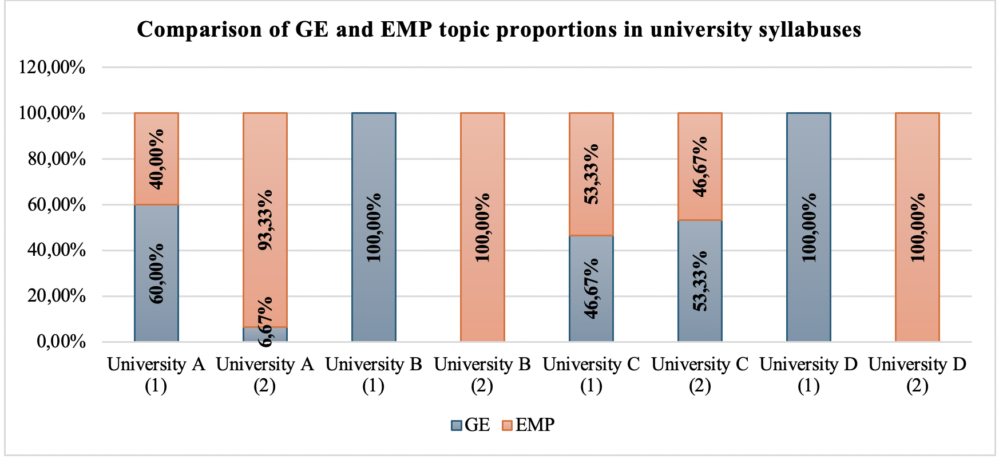 Comparison of GE and EMP topic proportions in university syllabuses
120,00%
100,00%
80,00%
60,00%
40,00%
20,00%
0,00%
40,00%
60,00%
93,33%
6,67%
100,00%
100,00%
53,33%
46,67%
46,67%
53,33%
100,00%
100,00%
University A
(1)
University A
(2)
University B
(1)
University B
(2)
University C
(1)
University C
(2)
University D
(1)
University D
(2)
GE EMP